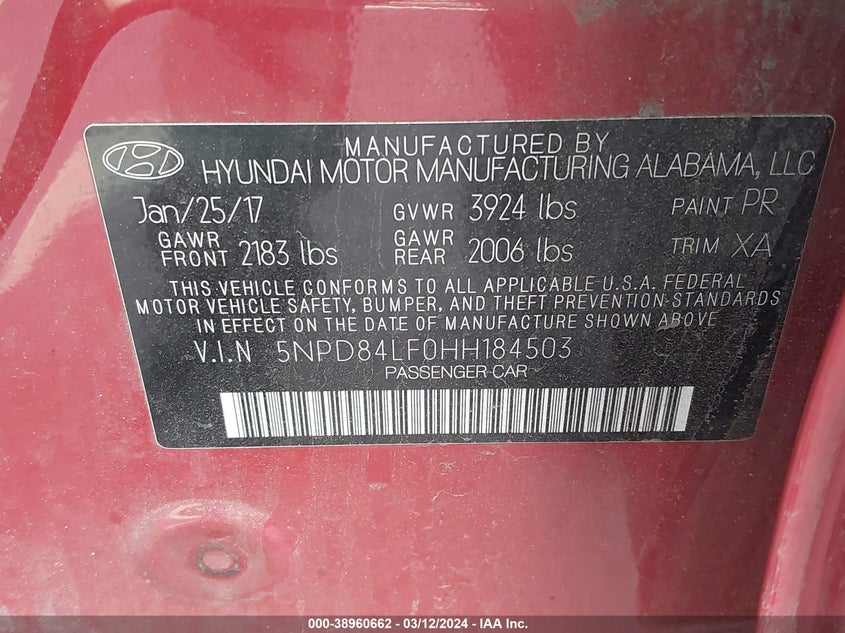 MANUFACTURED BY
HYUNDAI MOTOR MANUFACTURING ALABAMA, LLC
Jan/25/17 GVWR 3924 lbs PAINT PR
GAWR FRONT 2183 lbs GAWR REAR 2006 lbs TRIM XA
THIS VEHICLE CONFORMS TO ALL APPLICABLE U.S.A. FEDERAL
MOTOR VEHICLE SAFETY, BUMPER, AND THEFT PREVENTION STANDARDS
IN EFFECT ON THE DATE OF MANUFACTURE SHOWN ABOVE
V.I.N 5NPD84LF0HH184503
PASSENGER CAR
000-38960662 - 03/12/2024 - IAA Inc.